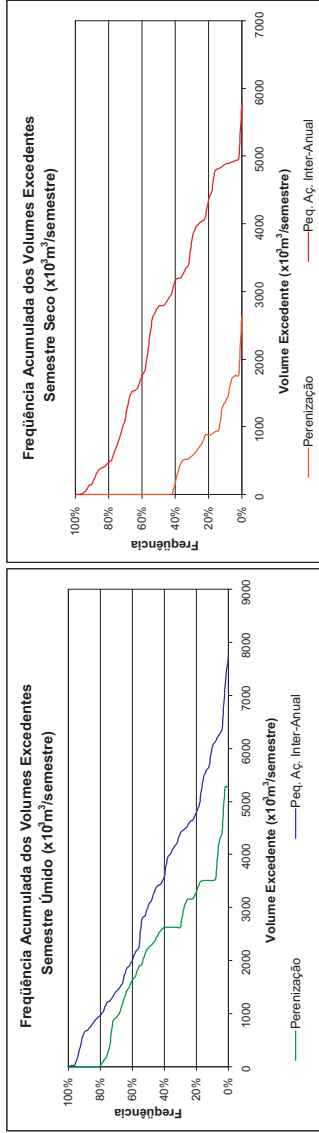 Freqüência Acumulada dos Volumes Excedentes
Semestre Úmido (x10³m³/semestre)
Freqüência
100%
80%
60%
40%
20%
0%
0
1000
2000
3000
4000
5000
6000
7000
8000
9000
Volume Excedente (x10³m³/semestre)
Perenização
Peq. Aç. Inter-Anual
Freqüência Acumulada dos Volumes Excedentes
Semestre Seco (x10³m³/semestre)
Freqüência
100%
80%
60%
40%
20%
0%
0
1000
2000
3000
4000
5000
6000
7000
Volume Excedente (x10³m³/semestre)
Perenização
Peq. Aç. Inter-Anual